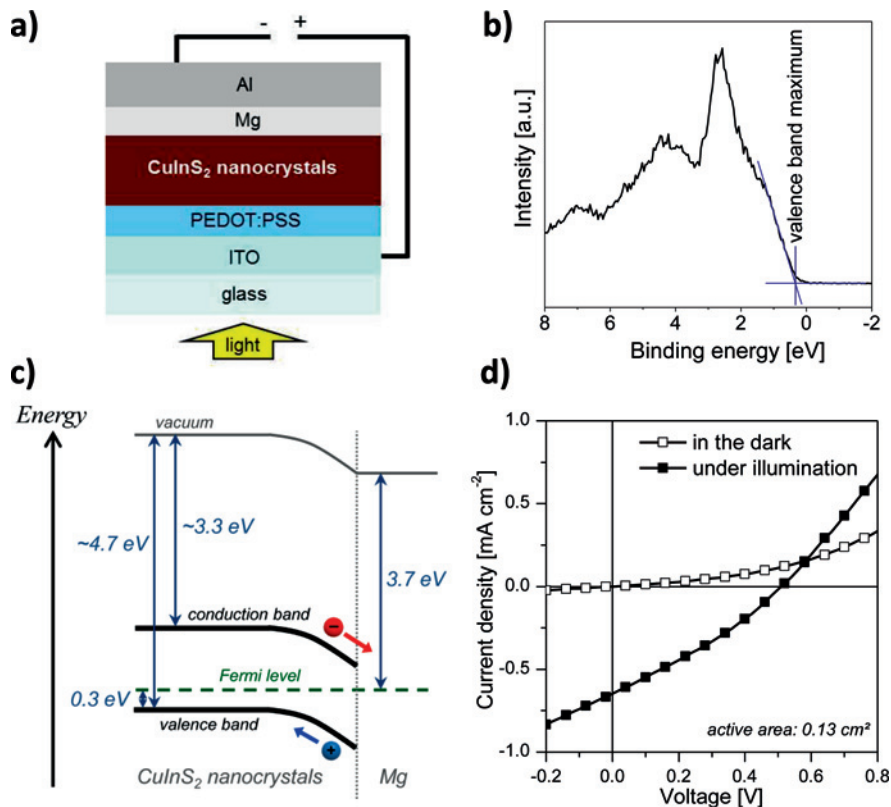 a)
- +
Al
Mg
CuInS₂ nanocrystals
PEDOT:PSS
ITO
glass
light
b)
Intensity [a.u.]
valence band maximum
8 6 4 2 0 -2
Binding energy [eV]
c)
Energy
vacuum
~4.7 eV
~3.3 eV
3.7 eV
conduction band
−
Fermi level
0.3 eV
valence band
+
CuInS₂ nanocrystals
Mg
d)
Current density [mA cm⁻²]
1.0
0.5
0.0
-0.5
-1.0
in the dark
under illumination
active area: 0.13 cm²
-0.2 0.0 0.2 0.4 0.6 0.8
Voltage [V]